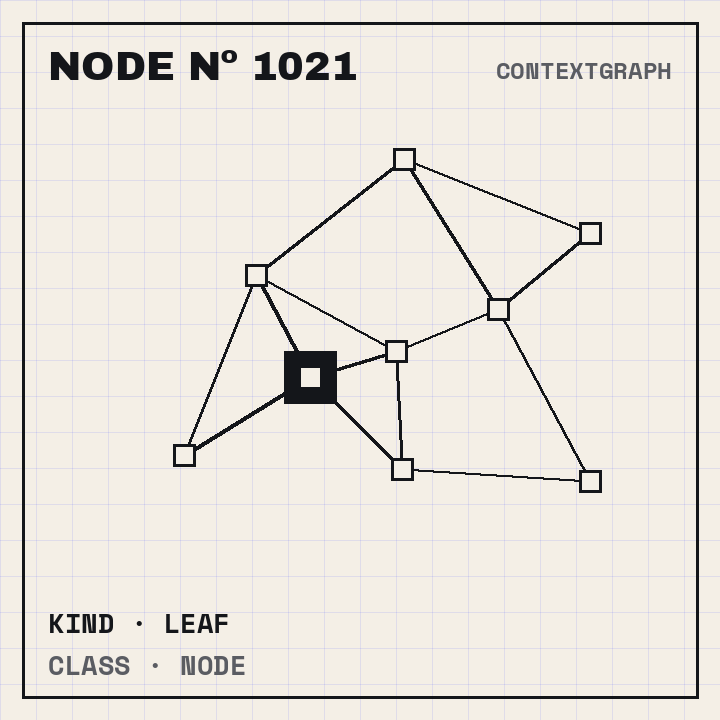 NODE Nº 1021
CONTEXTGRAPH
KIND · LEAF
CLASS · NODE